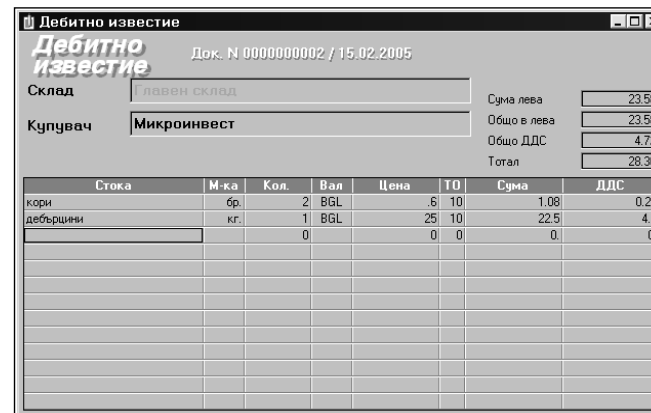 Дебитно известие
Дебитно известие
Док. N 0000000002 / 15.02.2005
Склад Главен склад
Купувач Микроинвест
Сума лева 23.5
Общо в лева 23.5
Общо ДДС 4.7
Тотал 28.3
Стока М-ка Кол. Вал Цена ТО Сума ДДС
кори бр. 2 BGL .6 10 1.08 0.2
дебърцини кг. 1 BGL 25 10 22.5 4.
0 0 0 0. 0